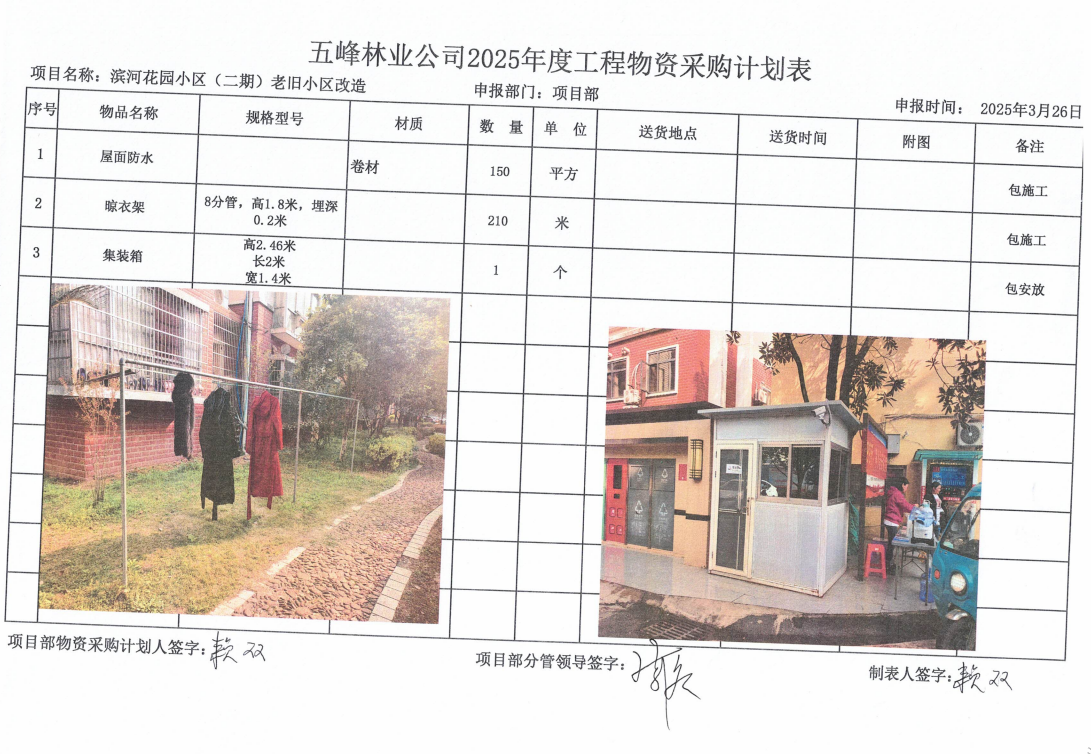 五峰林业公司2025年度工程物资采购计划表
项目名称：滨河花园小区（二期）老旧小区改造 申报部门：项目部 申报时间： 2025年3月26日
序号 物品名称 规格型号 材质 数 量 单 位 送货地点 送货时间 附图 备注
1 屋面防水 卷材 150 平方 包施工
2 晾衣架 8分管，高1.8米，埋深
0.2米 210 米 包施工
3 集装箱 高2.46米
长2米
宽1.4米 1 个 包安放
项目部物资采购计划人签字：赖双 项目部分管领导签字： 制表人签字：赖双